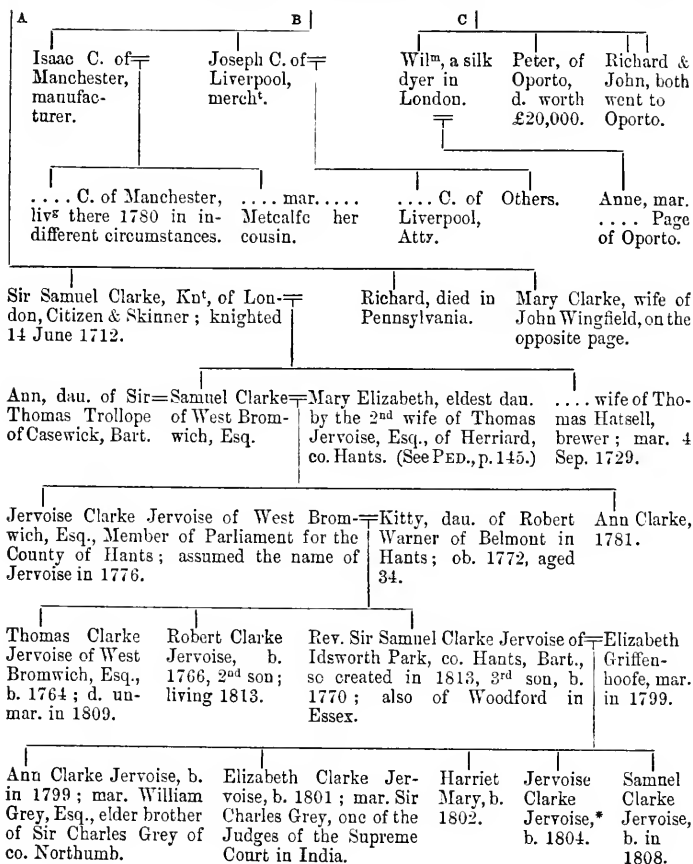 A
B
C
Isaac C. of
Manchester,
manufac-
turer.
Joseph C. of
Liverpool,
mercht.
Wilm, a silk
dyer in
London.
Peter, of
Oporto,
d. worth
£20,000.
Richard &
John, both
went to
Oporto.
.... C. of Manchester,
livg there 1780 in in-
different circumstances.
.... mar.....
Metcalfe her
cousin.
.... C. of
Liverpool,
Atty.
Others.
Anne, mar.
.... Page
of Oporto.
Sir Samuel Clarke, Knt, of Lon-
don, Citizen & Skinner; knighted
14 June 1712.
Richard, died in
Pennsylvania.
Mary Clarke, wife of
John Wingfield, on the
opposite page.
Ann, dau. of Sir
Thomas Trollope
of Casewick, Bart.
Samuel Clarke
of West Brom-
wich, Esq.
Mary Elizabeth, eldest dau.
by the 2nd wife of Thomas
Jervoise, Esq., of Herriard,
co. Hants. (See PED., p. 145.)
.... wife of Tho-
mas Hatsell,
brewer; mar. 4
Sep. 1729.
Jervoise Clarke Jervoise of West Brom-
wich, Esq., Member of Parliament for the
County of Hants; assumed the name of
Jervoise in 1776.
Kitty, dau. of Robert
Warner of Belmont in
Hants; ob. 1772, aged
34.
Ann Clarke,
1781.
Thomas Clarke
Jervoise of West
Bromwich, Esq.,
b. 1764; d. un-
mar. in 1809.
Robert Clarke
Jervoise, b.
1766, 2nd son;
living 1813.
Rev. Sir Samuel Clarke Jervoise of
Idsworth Park, co. Hants, Bart.,
so created in 1813, 3rd son, b.
1770; also of Woodford in
Essex.
Elizabeth
Griffen-
hoofe, mar.
in 1799.
Ann Clarke Jervoise, b.
in 1799; mar. William
Grey, Esq., elder brother
of Sir Charles Grey of
co. Northumb.
Elizabeth Clarke Jer-
voise, b. 1801; mar. Sir
Charles Grey, one of the
Judges of the Supreme
Court in India.
Harriet
Mary, b.
1802.
Jervoise
Clarke
Jervoise,*
b. 1804.
Samuel
Clarke
Jervoise,
b. in
1808.